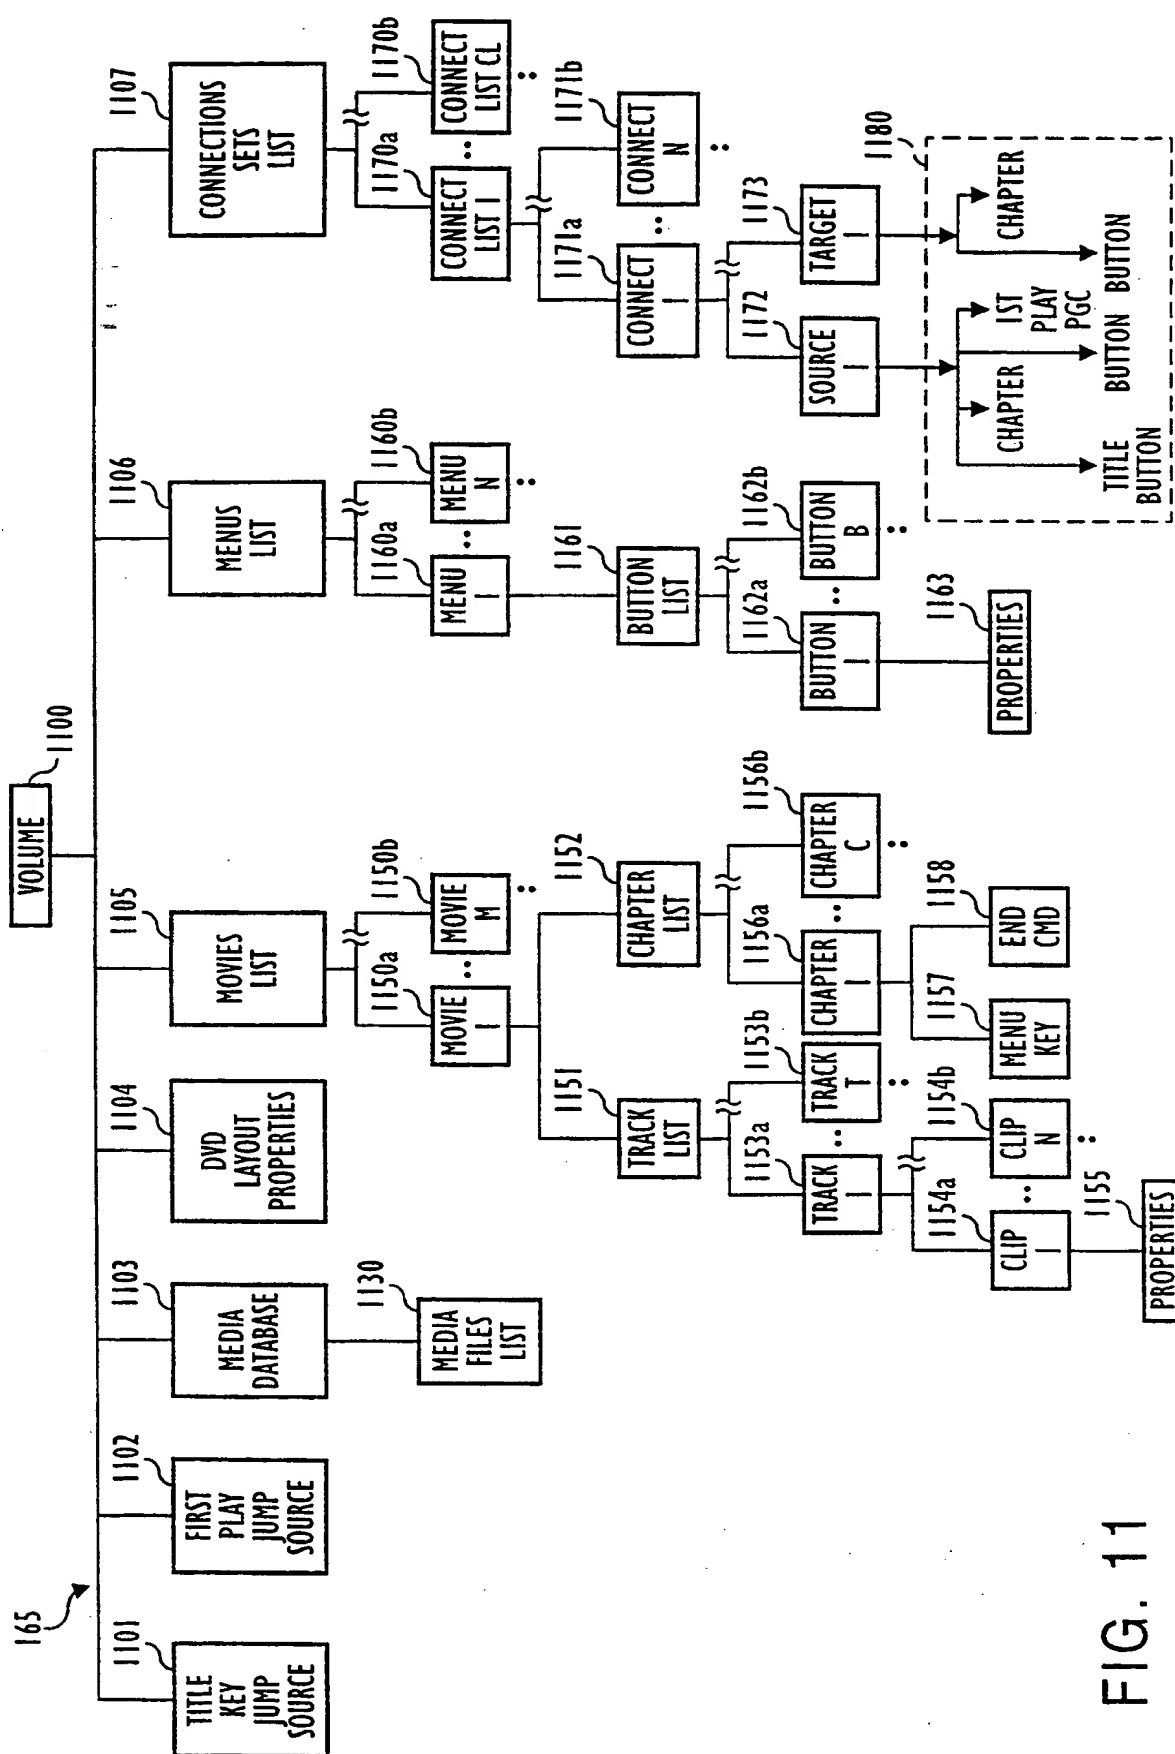 165
VOLUME
1100
1101
TITLE
KEY
JUMP
SOURCE
1102
FIRST
PLAY
JUMP
SOURCE
1103
MEDIA
DATABASE
1130
MEDIA
FILES
LIST
1104
DVD
LAYOUT
PROPERTIES
1105
MOVIES
LIST
1150a
MOVIE
1
1150b
MOVIE
M
1151
TRACK
LIST
1152
CHAPTER
LIST
1153a
TRACK
1
1153b
TRACK
T
1154a
CLIP
1
1154b
CLIP
N
1155
PROPERTIES
1156a
CHAPTER
1
1156b
CHAPTER
C
1157
MENU
KEY
1158
END
CMD
1106
MENUS
LIST
1160a
MENU
1
1160b
MENU
N
1161
BUTTON
LIST
1162a
BUTTON
1
1162b
BUTTON
B
1163
PROPERTIES
1107
CONNECTIONS
SETS
LIST
1170a
CONNECT
LIST 1
1170b
CONNECT
LIST CL
1171a
CONNECT
1
1171b
CONNECT
N
1172
SOURCE
1
1173
TARGET
1
1180
TITLE
BUTTON
CHAPTER
BUTTON
1ST
PLAY
PGC
BUTTON
CHAPTER
FIG. 11